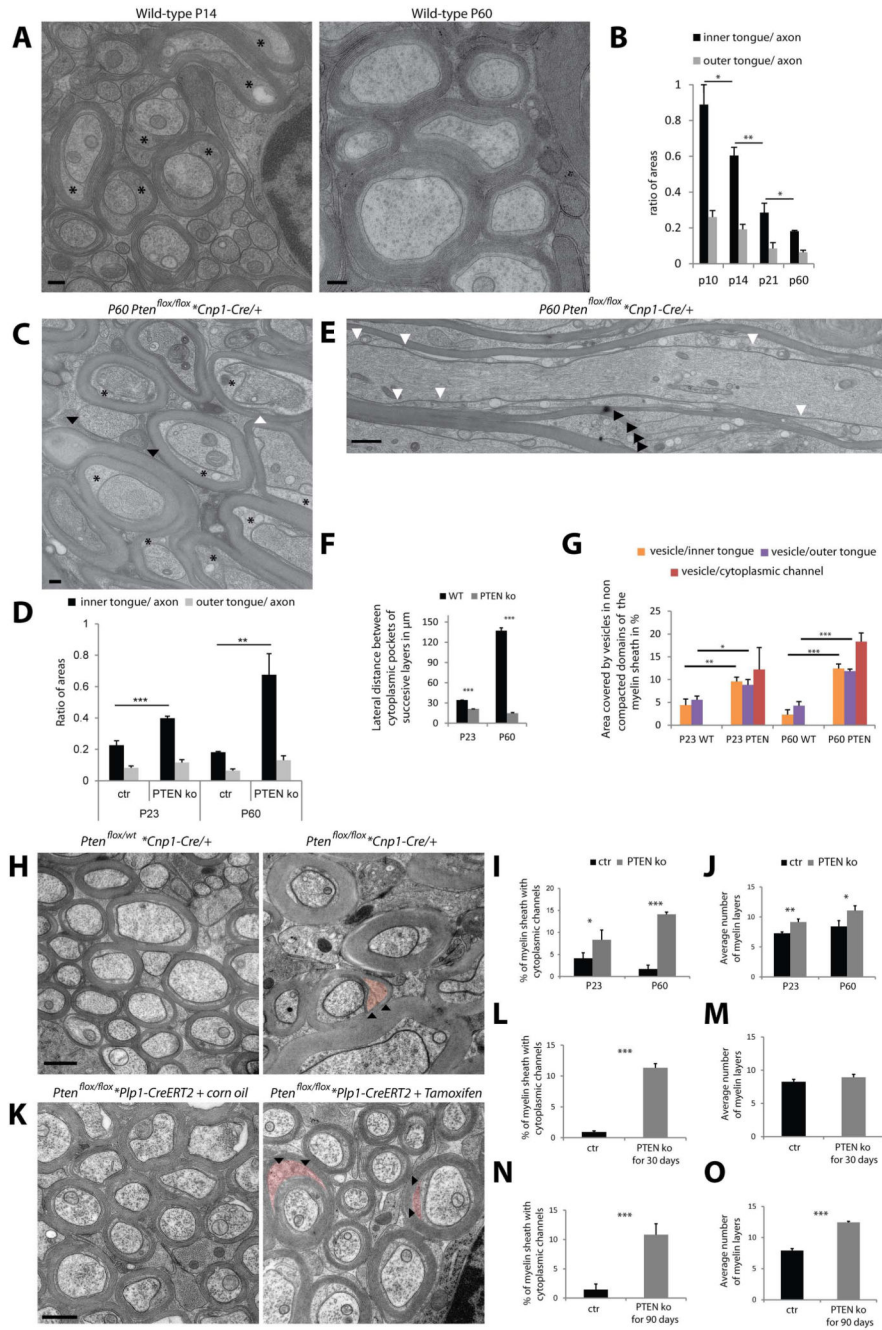 Wild-type P14
Wild-type P60
A
B
inner tongue/ axon
outer tongue/ axon
ratio of areas
1
0.8
0.6
0.4
0.2
0
*
**
*
p10 p14 p21 p60
P60 Pten flox/flox *Cnp1-Cre/+
P60 Pten flox/flox *Cnp1-Cre/+
C
E
D
inner tongue/ axon outer tongue/ axon
Ratio of areas
1
0.8
0.6
0.4
0.2
0
***
**
ctr PTEN ko ctr PTEN ko
P23 P60
F
WT PTEN ko
Lateral distance between
cytoplasmic pockets of
succesive layers in µm
150
120
90
60
30
0
***
***
P23 P60
G
vesicle/inner tongue vesicle/outer tongue
vesicle/cytoplasmic channel
Area covered by vesicles in non
compacted domains of the
myelin sheath in %
25
20
15
10
5
0
*
**
***
***
P23 WT P23 PTEN P60 WT P60 PTEN
Pten flox/wt *Cnp1-Cre/+
Pten flox/flox *Cnp1-Cre/+
H
I
ctr PTEN ko
% of myelin sheath with
cytoplasmic channels
15
10
5
0
*
***
P23 P60
J
ctr PTEN ko
Average number
of myelin layers
15
10
5
0
**
*
P23 P60
Pten flox/flox *Plp1-CreERT2 + corn oil
Pten flox/flox *Plp1-CreERT2 + Tamoxifen
K
L
% of myelin sheath with
cytoplasmic channels
15
10
5
0
***
ctr PTEN ko
for 30 days
M
Average number
of myelin layers
15
10
5
0
ctr PTEN ko
for 30 days
N
% of myelin sheath with
cytoplasmic channels
15
10
5
0
***
ctr PTEN ko
for 90 days
O
Average number
of myelin layers
15
10
5
0
***
ctr PTEN ko
for 90 days